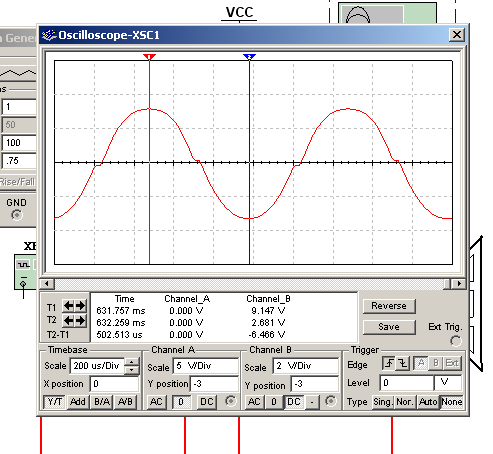 VCC
Oscilloscope-XSC1
Gener
1
50
100
.75
Rise/Fall
GND
1
2
Time Channel_A Channel_B
T1 631.757 ms 0.000 V 9.147 V
T2 632.259 ms 0.000 V 2.681 V
T2-T1 502.513 us 0.000 V -6.466 V
Reverse
Save
Ext Trig.
Timebase Channel A Channel B Trigger
Scale 200 us/Div Scale 5 V/Div Scale 2 V/Div Edge A B Ext
X position 0 Y position -3 Y position -3 Level 0 V
Y/T Add B/A A/B AC 0 DC AC 0 DC - Type Sing. Nor. Auto None